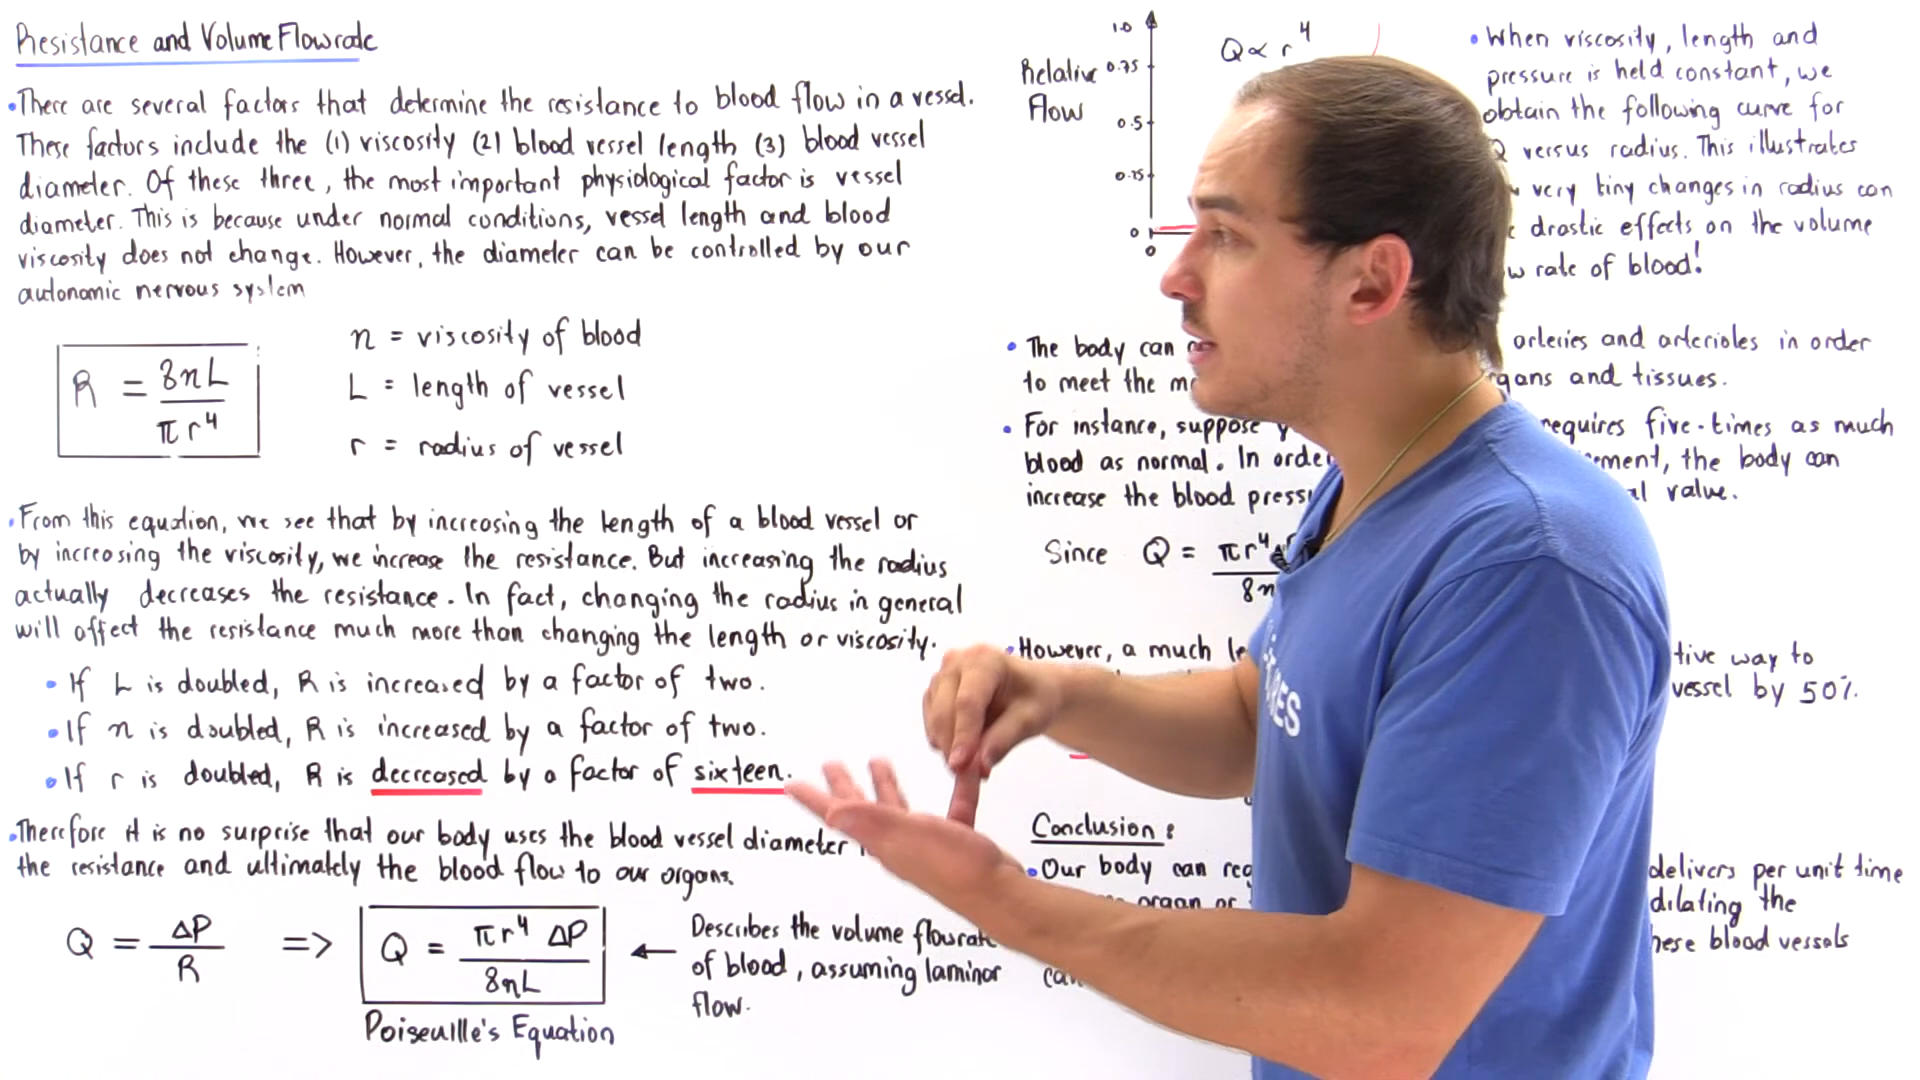 Resistance and Volume Flowrate
•There are several factors that determine the resistance to blood flow in a vessel.
These factors include the (1) viscosity (2) blood vessel length (3) blood vessel
diameter. Of these three, the most important physiological factor is vessel
diameter. This is because under normal conditions, vessel length and blood
viscosity does not change. However, the diameter can be controlled by our
autonomic nervous system
R = 8nL / πr⁴
n = viscosity of blood
L = length of vessel
r = radius of vessel
•From this equation, we see that by increasing the length of a blood vessel or
by increasing the viscosity, we increase the resistance. But increasing the radius
actually decreases the resistance. In fact, changing the radius in general
will affect the resistance much more than changing the length or viscosity.
•If L is doubled, R is increased by a factor of two.
•If n is doubled, R is increased by a factor of two.
•If r is doubled, R is decreased by a factor of sixteen.
•Therefore it is no surprise that our body uses the blood vessel diameter
the resistance and ultimately the blood flow to our organs.
Q = ΔP / R => Q = πr⁴ ΔP / 8nL
Poiseuille's Equation
← Describes the volume flowrate
of blood, assuming laminar
flow.
Relative
Flow
1.0
0.75
0.5
0.25
0
0
Q ∝ r⁴
•When viscosity, length and
pressure is held constant, we
obtain the following curve for
Q versus radius. This illustrates
very tiny changes in radius can
drastic effects on the volume
rate of blood!
•The body can arteries and arterioles in order
to meet the organs and tissues.
•For instance, suppose requires five-times as much
blood as normal. In the body can
increase the blood value.
Since Q = πr⁴
8n
•However, a much way to
vessel by 50%.
Conclusion:
•Our body can delivers per unit time
organ or dilating the
blood vessels